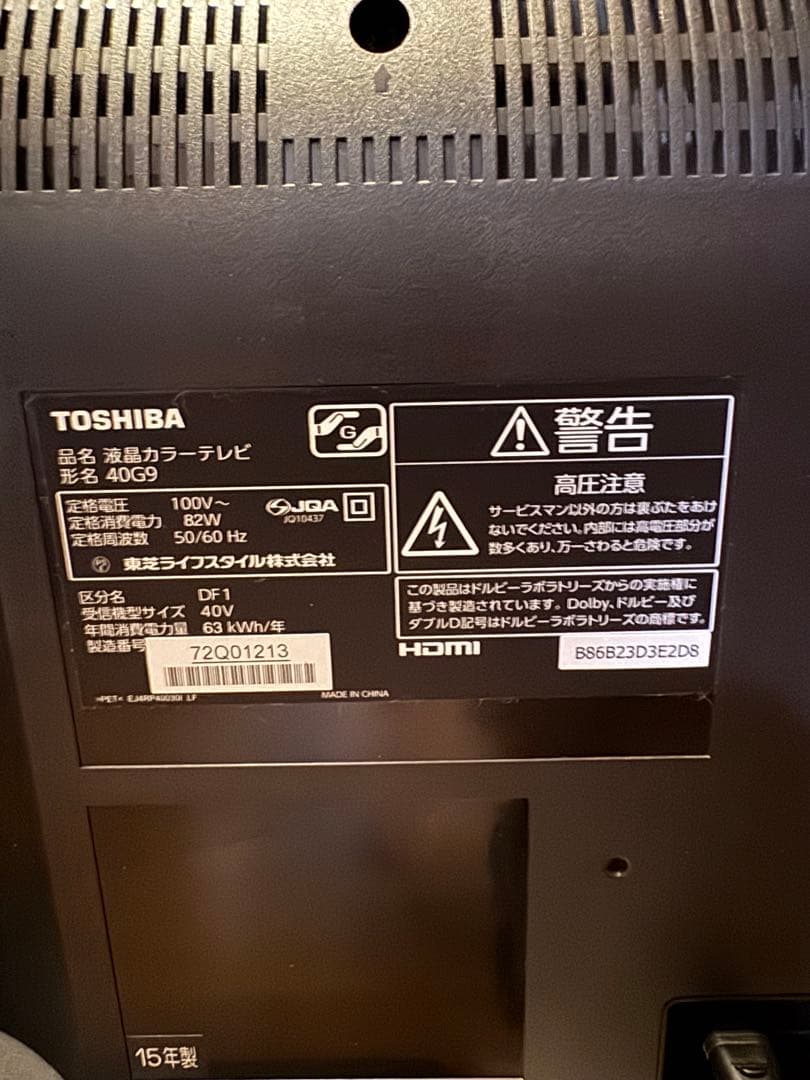 TOSHIBA
品名 液晶カラーテレビ
形名 40G9
G
定格電圧 100V～
定格消費電力 82W
定格周波数 50/60 Hz
JQA
JQ10437
東芝ライフスタイル株式会社
区分名 DF1
受信機型サイズ 40V
年間消費電力量 63 kWh/年
製造番号
72Q01213
MADE IN CHINA
警告
高圧注意
サービスマン以外の方は裏ぶたをあけ
ないでください。内部には高電圧部分が
数多くあり、万一さわると危険です。
この製品はドルビーラボラトリーズからの実施権に
基づき製造されています。Dolby、ドルビー及び
ダブルD記号はドルビーラボラトリーズの商標です。
HDMI
B86B23D3E2D8
15年製